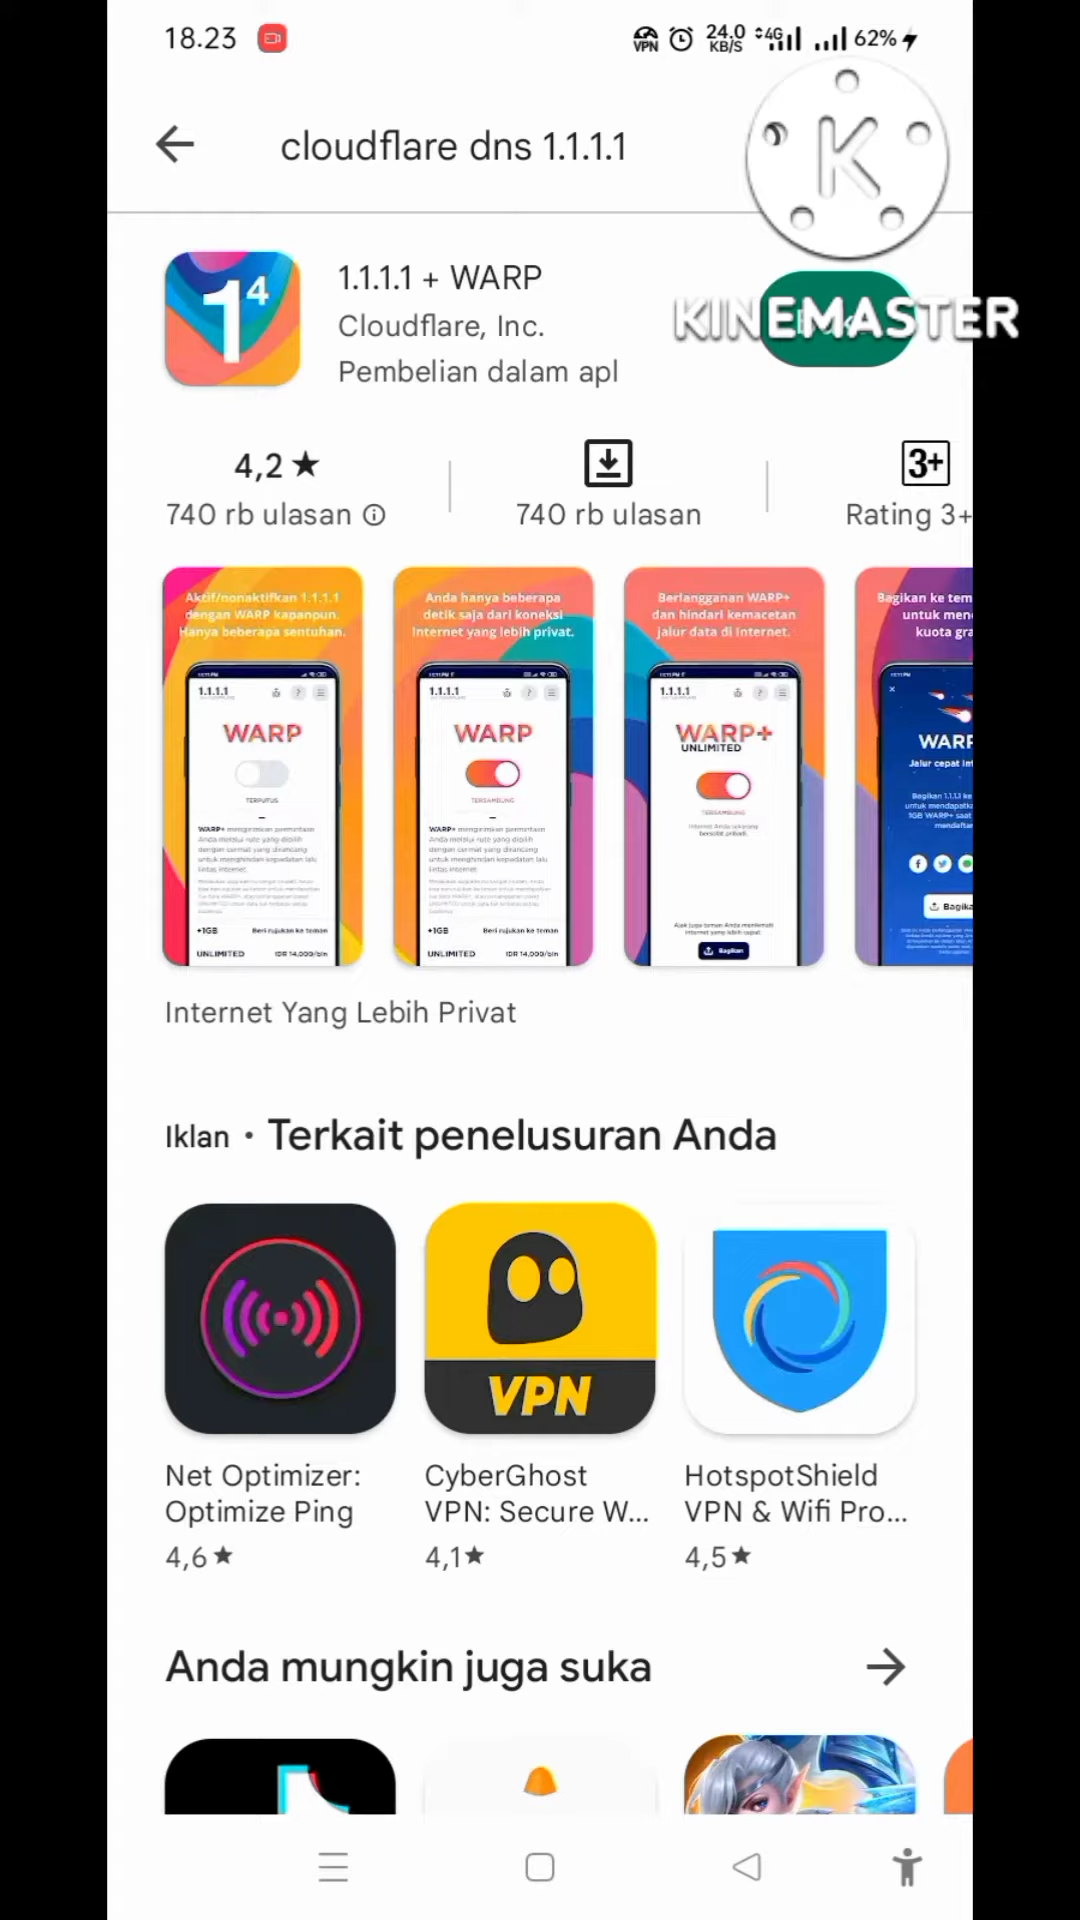 18.23
VPN
24.0
KB/S
4G
62%
cloudflare dns 1.1.1.1
K
KINEMASTER
1.1.1.1 + WARP
Cloudflare, Inc.
Pembelian dalam apl
1⁴
4,2 ★
3+
740 rb ulasan
740 rb ulasan
Rating 3+
Aktif/nonaktifkan 1.1.1.1
dengan WARP kapanpun.
Hanya beberapa sentuhan.
1.1.1.1
WARP
TERPUTUS
WARP+ mengirimkan permintaan
Anda melalui rute yang dipilih
dengan cermat yang dirancang
untuk menghindari kepadatan lalu
lintas internet.
+1GB
Beri rujukan ke teman
UNLIMITED
IDR 14,000/bln
Anda hanya beberapa
detik saja dari koneksi
Internet yang lebih privat.
1.1.1.1
WARP
TERSAMBUNG
WARP+ mengirimkan permintaan
Anda melalui rute yang dipilih
dengan cermat yang dirancang
untuk menghindari kepadatan lalu
lintas internet.
+1GB
Beri rujukan ke teman
UNLIMITED
IDR 14,000/bln
Berlangganan WARP+
dan hindari kemacetan
jalur data di Internet.
1.1.1.1
WARP+
UNLIMITED
TERSAMBUNG
Internet Anda sekarang
bersifat pribadi.
Ajak juga teman Anda menikmati
internet yang lebih cepat.
Bagikan
Bagikan ke tem
untuk men
kuota gra
WARP
Jalur cepat Int
Bagikan 1.1.1.1 ke
untuk mendapatk
1GB WARP+ saat
mendaftar
Bagika
Internet Yang Lebih Privat
Iklan • Terkait penelusuran Anda
VPN
Net Optimizer:
Optimize Ping
4,6 ★
CyberGhost
VPN: Secure W...
4,1 ★
HotspotShield
VPN & Wifi Pro...
4,5 ★
Anda mungkin juga suka